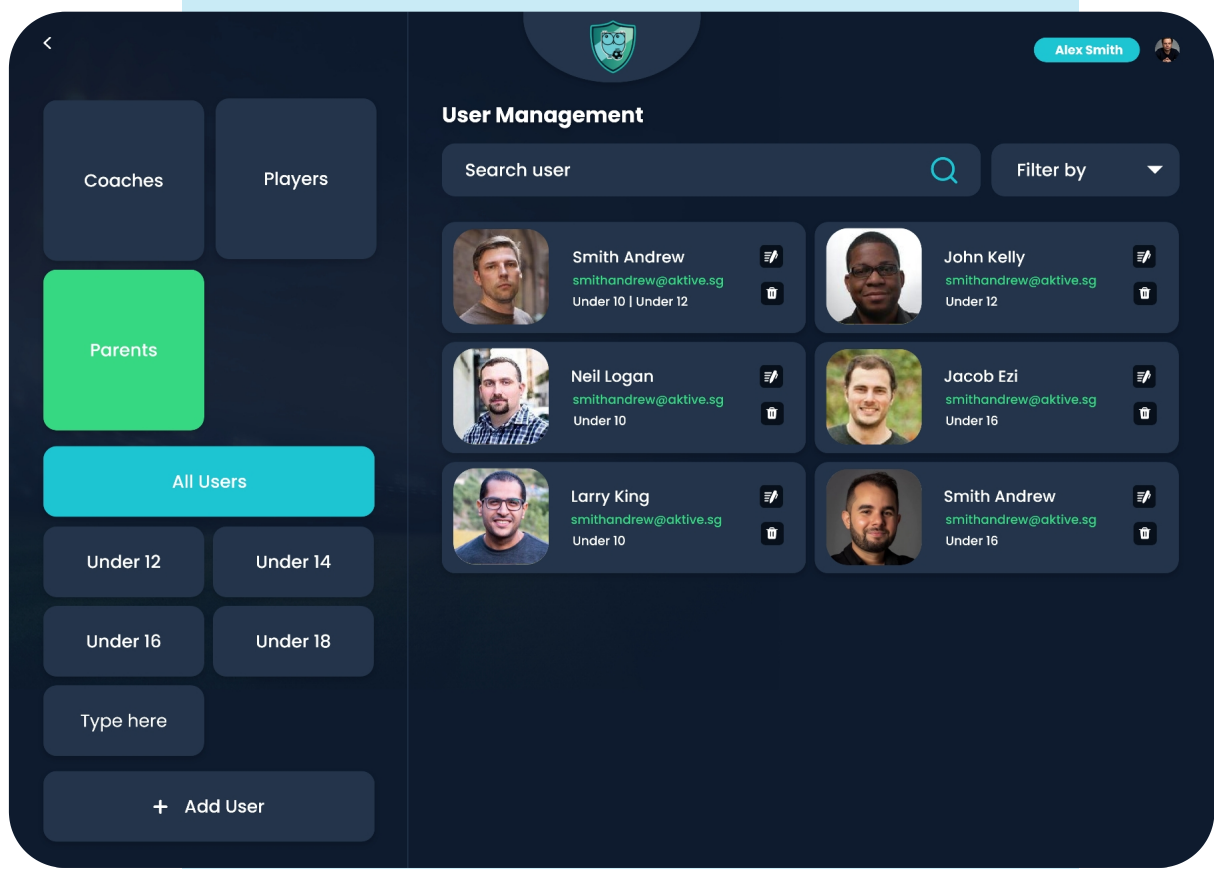 Alex Smith
Coaches
Players
Parents
All Users
Under 12
Under 14
Under 16
Under 18
Type here
+ Add User
User Management
Search user
Filter by
Smith Andrew
smithandrew@aktive.sg
Under 10 | Under 12
John Kelly
smithandrew@aktive.sg
Under 12
Neil Logan
smithandrew@aktive.sg
Under 10
Jacob Ezi
smithandrew@aktive.sg
Under 16
Larry King
smithandrew@aktive.sg
Under 10
Smith Andrew
smithandrew@aktive.sg
Under 16